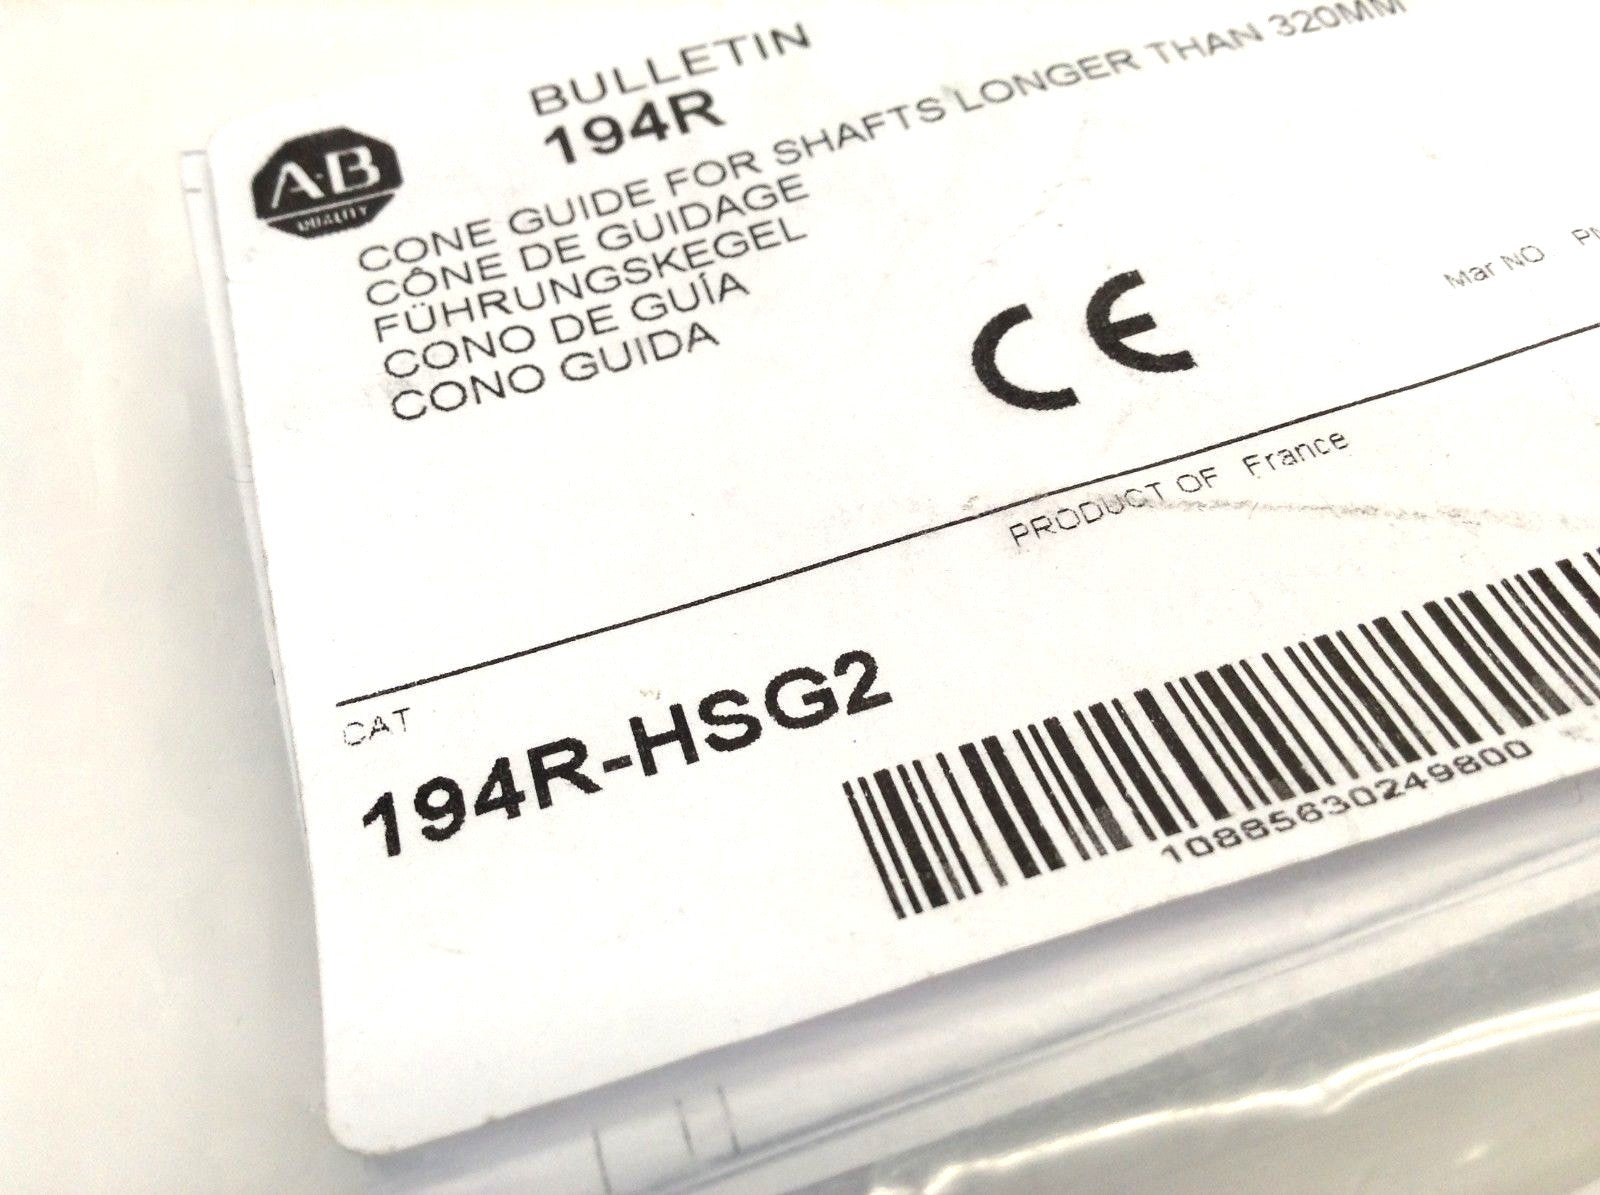 A·B
QUALITY
BULLETIN
194R
CONE GUIDE FOR SHAFTS LONGER THAN 320MM
CÔNE DE GUIDAGE
FÜHRUNGSKEGEL
CONO DE GUÍA
CONO GUIDA
CE
Mar NO
PRODUCT OF France
CAT
194R-HSG2
10885630249800